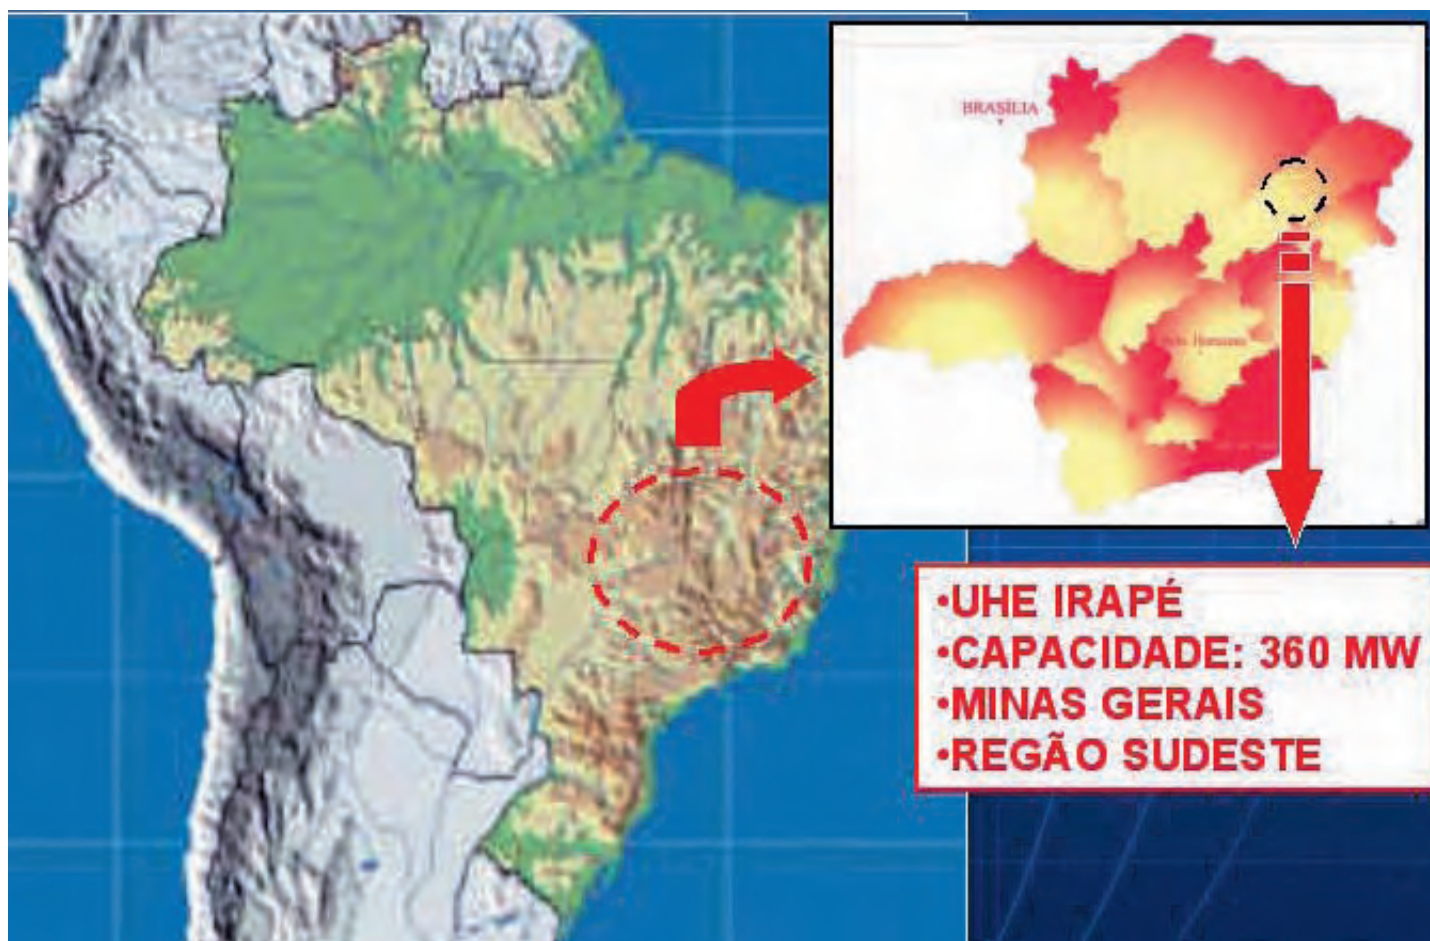 BRASÍLIA
•UHE IRAPÉ
•CAPACIDADE: 360 MW
•MINAS GERAIS
•REGÃO SUDESTE